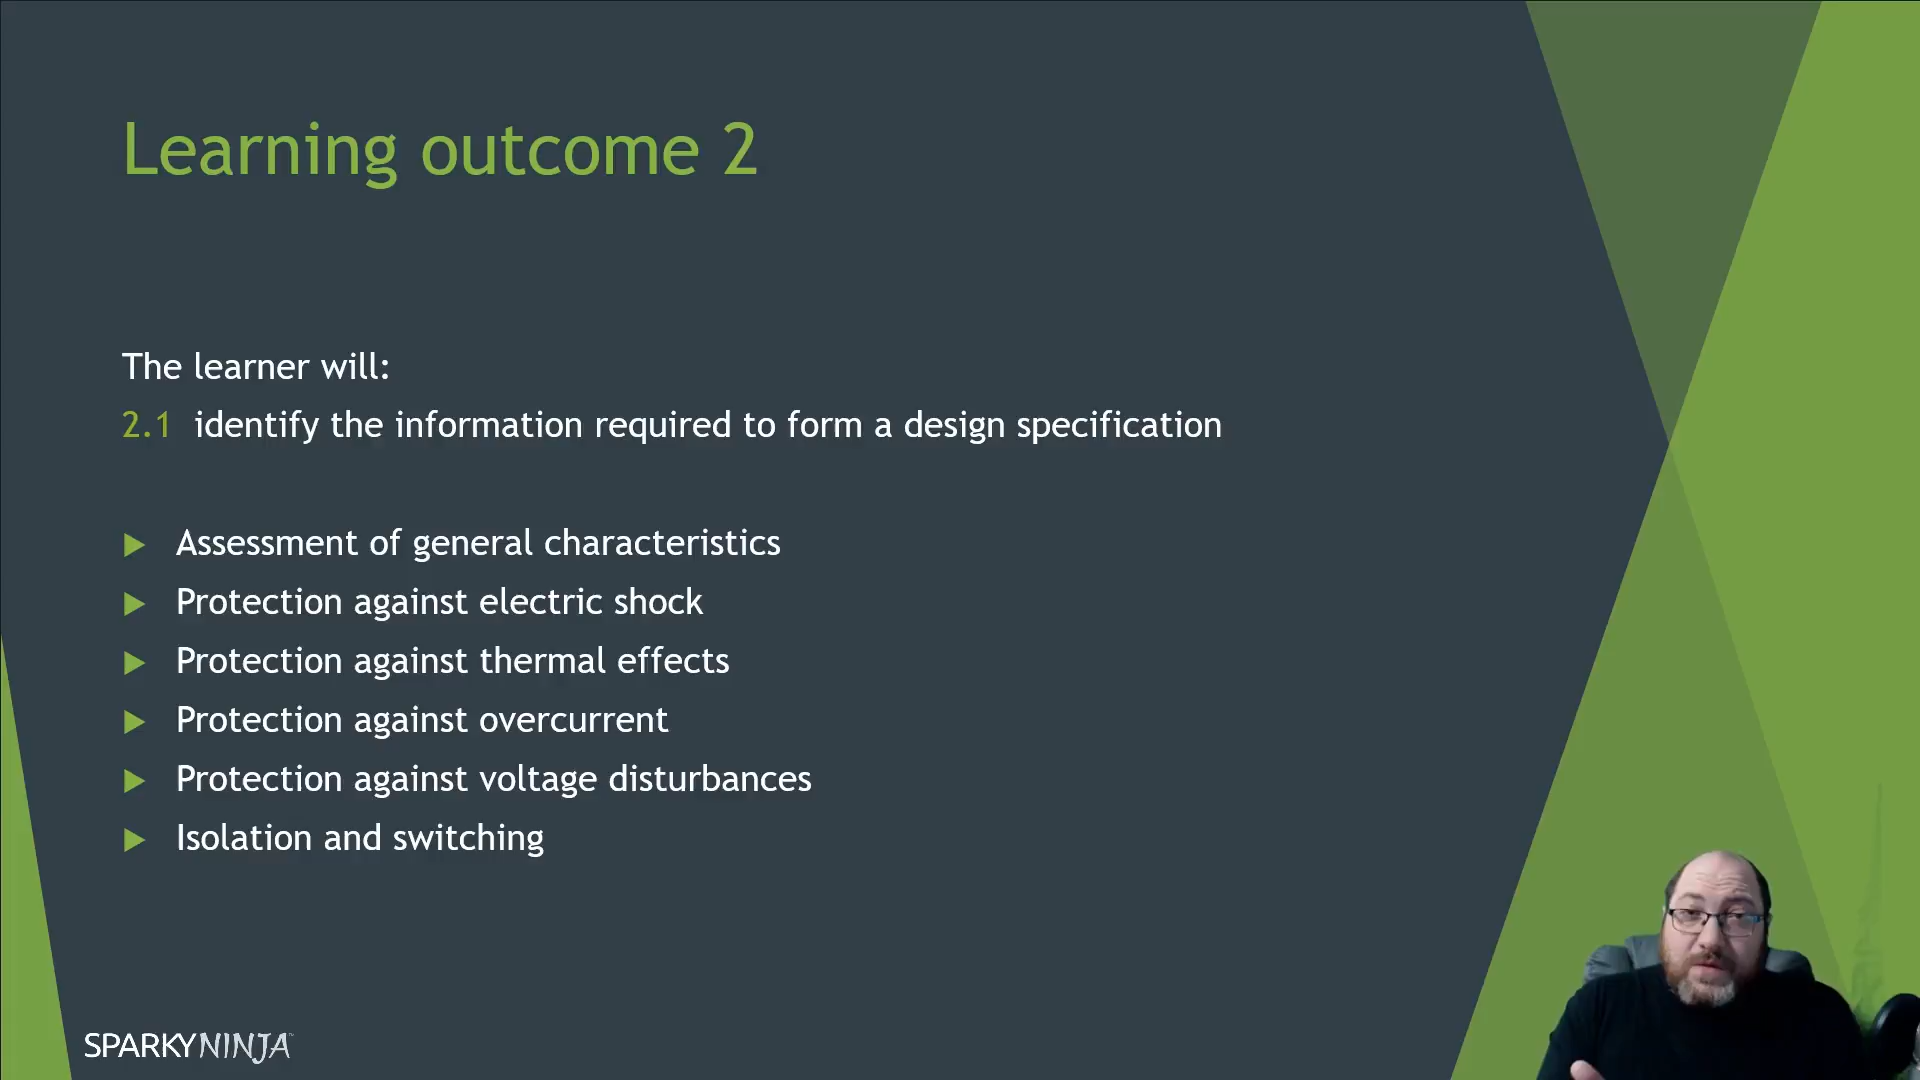 Learning outcome 2
The learner will:
2.1 identify the information required to form a design specification
Assessment of general characteristics
Protection against electric shock
Protection against thermal effects
Protection against overcurrent
Protection against voltage disturbances
Isolation and switching
SPARKYNINJA